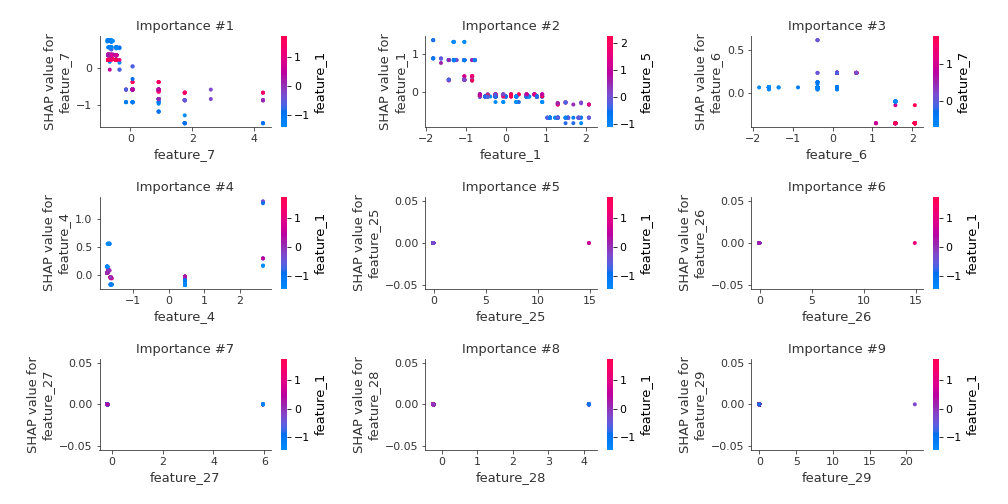 Importance #1
SHAP value for
feature_7
0
−1
0
2
4
feature_7
1
0
−1
feature_1
Importance #2
SHAP value for
feature_1
1
0
−2
−1
0
1
2
feature_1
2
1
0
−1
feature_5
Importance #3
SHAP value for
feature_6
0.5
0.0
−2
−1
0
1
2
feature_6
1
0
feature_7
Importance #4
SHAP value for
feature_4
1.0
0.5
0.0
−1
0
1
2
feature_4
1
0
−1
feature_1
Importance #5
SHAP value for
feature_25
0.05
0.00
−0.05
0
5
10
15
feature_25
1
0
−1
feature_1
Importance #6
SHAP value for
feature_26
0.05
0.00
−0.05
0
5
10
15
feature_26
1
0
−1
feature_1
Importance #7
SHAP value for
feature_27
0.05
0.00
−0.05
0
2
4
6
feature_27
1
0
−1
feature_1
Importance #8
SHAP value for
feature_28
0.05
0.00
−0.05
0
1
2
3
4
feature_28
1
0
−1
feature_1
Importance #9
SHAP value for
feature_29
0.05
0.00
−0.05
0
5
10
15
20
feature_29
1
0
−1
feature_1